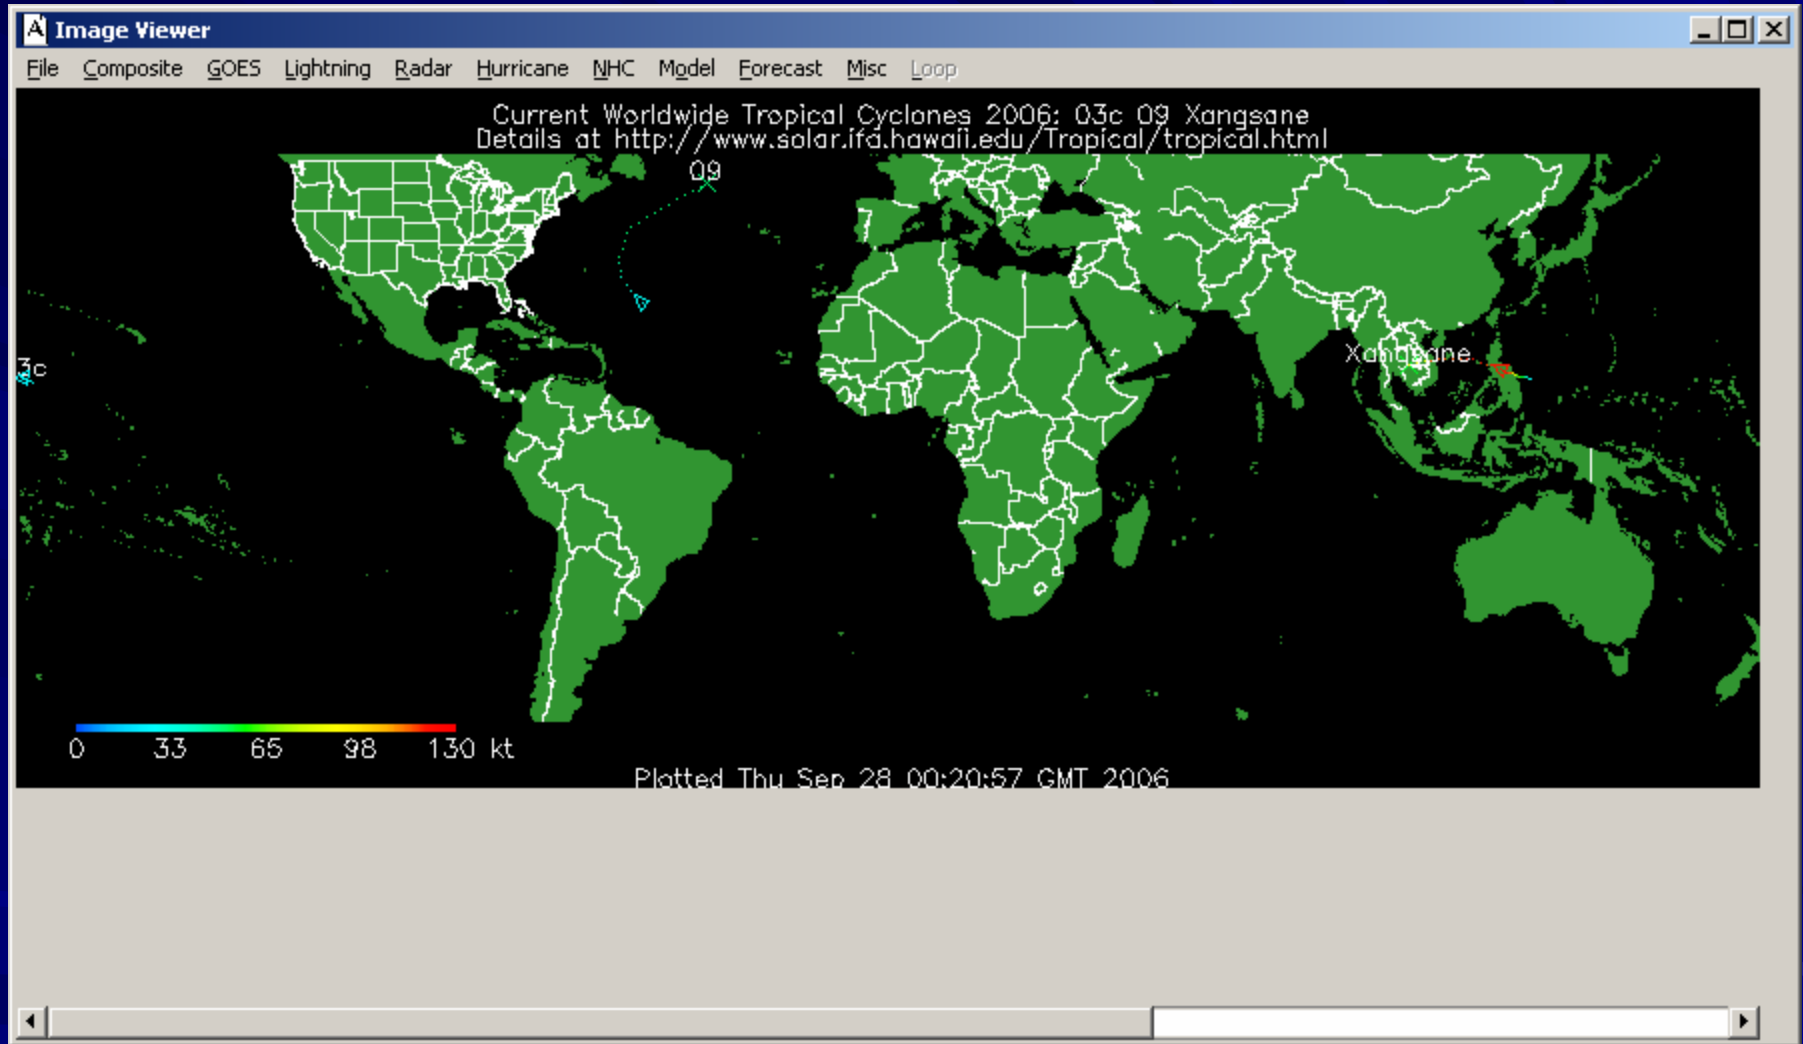 Image Viewer
File Composite GOES Lightning Radar Hurricane NHC Model Forecast Misc Loop
Current Worldwide Tropical Cyclones 2006: 03c 09 Xangsane
Details at http://www.solar.ifa.hawaii.edu/Tropical/tropical.html
09
Xangsane
3c
0 33 65 98 130 kt
Plotted Thu Sep 28 00:20:57 GMT 2006